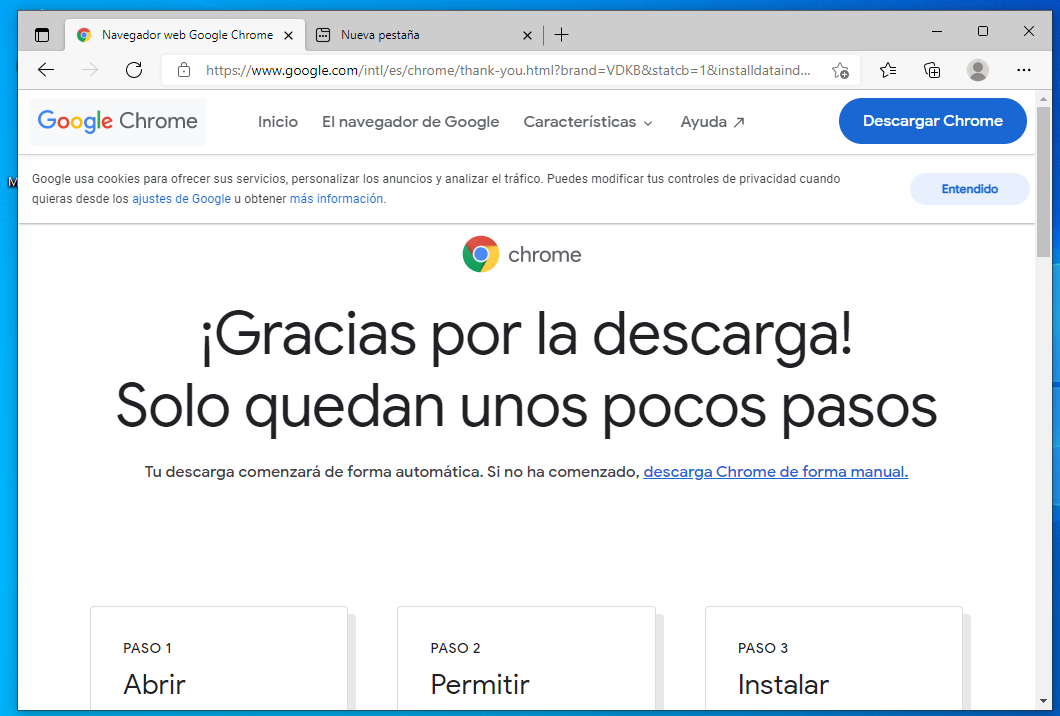 Navegador web Google Chrome
Nueva pestaña
https://www.google.com/intl/es/chrome/thank-you.html?brand=VDKB&statcb=1&installdataind...
Google Chrome
Inicio
El navegador de Google
Características
Ayuda
Descargar Chrome
Google usa cookies para ofrecer sus servicios, personalizar los anuncios y analizar el tráfico. Puedes modificar tus controles de privacidad cuando
quieras desde los ajustes de Google u obtener más información.
Entendido
chrome
¡Gracias por la descarga!
Solo quedan unos pocos pasos
Tu descarga comenzará de forma automática. Si no ha comenzado, descarga Chrome de forma manual.
PASO 1
Abrir
PASO 2
Permitir
PASO 3
Instalar